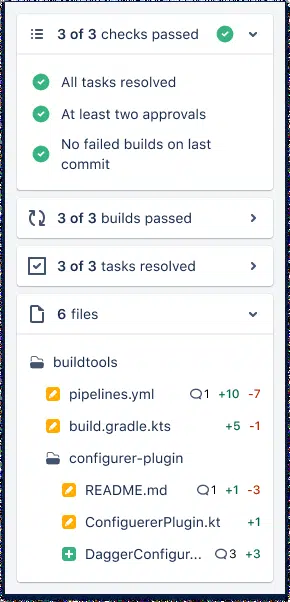 3 of 3 checks passed
All tasks resolved
At least two approvals
No failed builds on last
commit
3 of 3 builds passed
3 of 3 tasks resolved
6 files
buildtools
pipelines.yml 1 +10 -7
build.gradle.kts +5 -1
configurer-plugin
README.md 1 +1 -3
ConfiguererPlugin.kt +1
DaggerConfigur... 3 +3